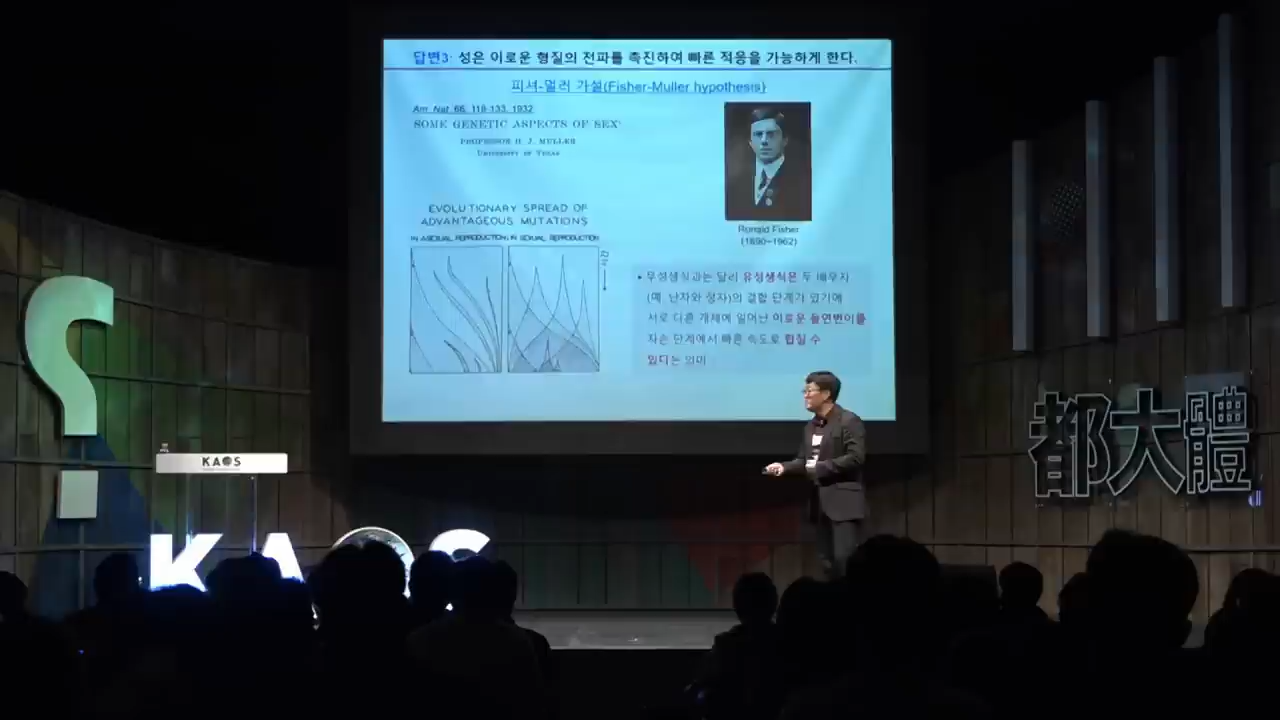 답변3: 성은 이로운 형질의 전파를 촉진하여 빠른 적응을 가능하게 한다.
피셔-멀러 가설(Fisher-Muller hypothesis)
Am. Nat. 66, 118-133, 1932
SOME GENETIC ASPECTS OF SEX
PROFESSOR H. J. MULLER
UNIVERSITY OF TEXAS
EVOLUTIONARY SPREAD OF
ADVANTAGEOUS MUTATIONS
IN ASEXUAL REPRODUCTION; IN SEXUAL REPRODUCTION
시간
Ronald Fisher
(1890~1962)
• 무성생식과는 달리 유성생식은 두 배우자
(예. 난자와 정자)의 결합 단계가 있기에
서로 다른 개체에 일어난 이로운 돌연변이를
자손 단계에서 빠른 속도로 합칠 수
있다는 의미
KAOS
KAOS
都大體